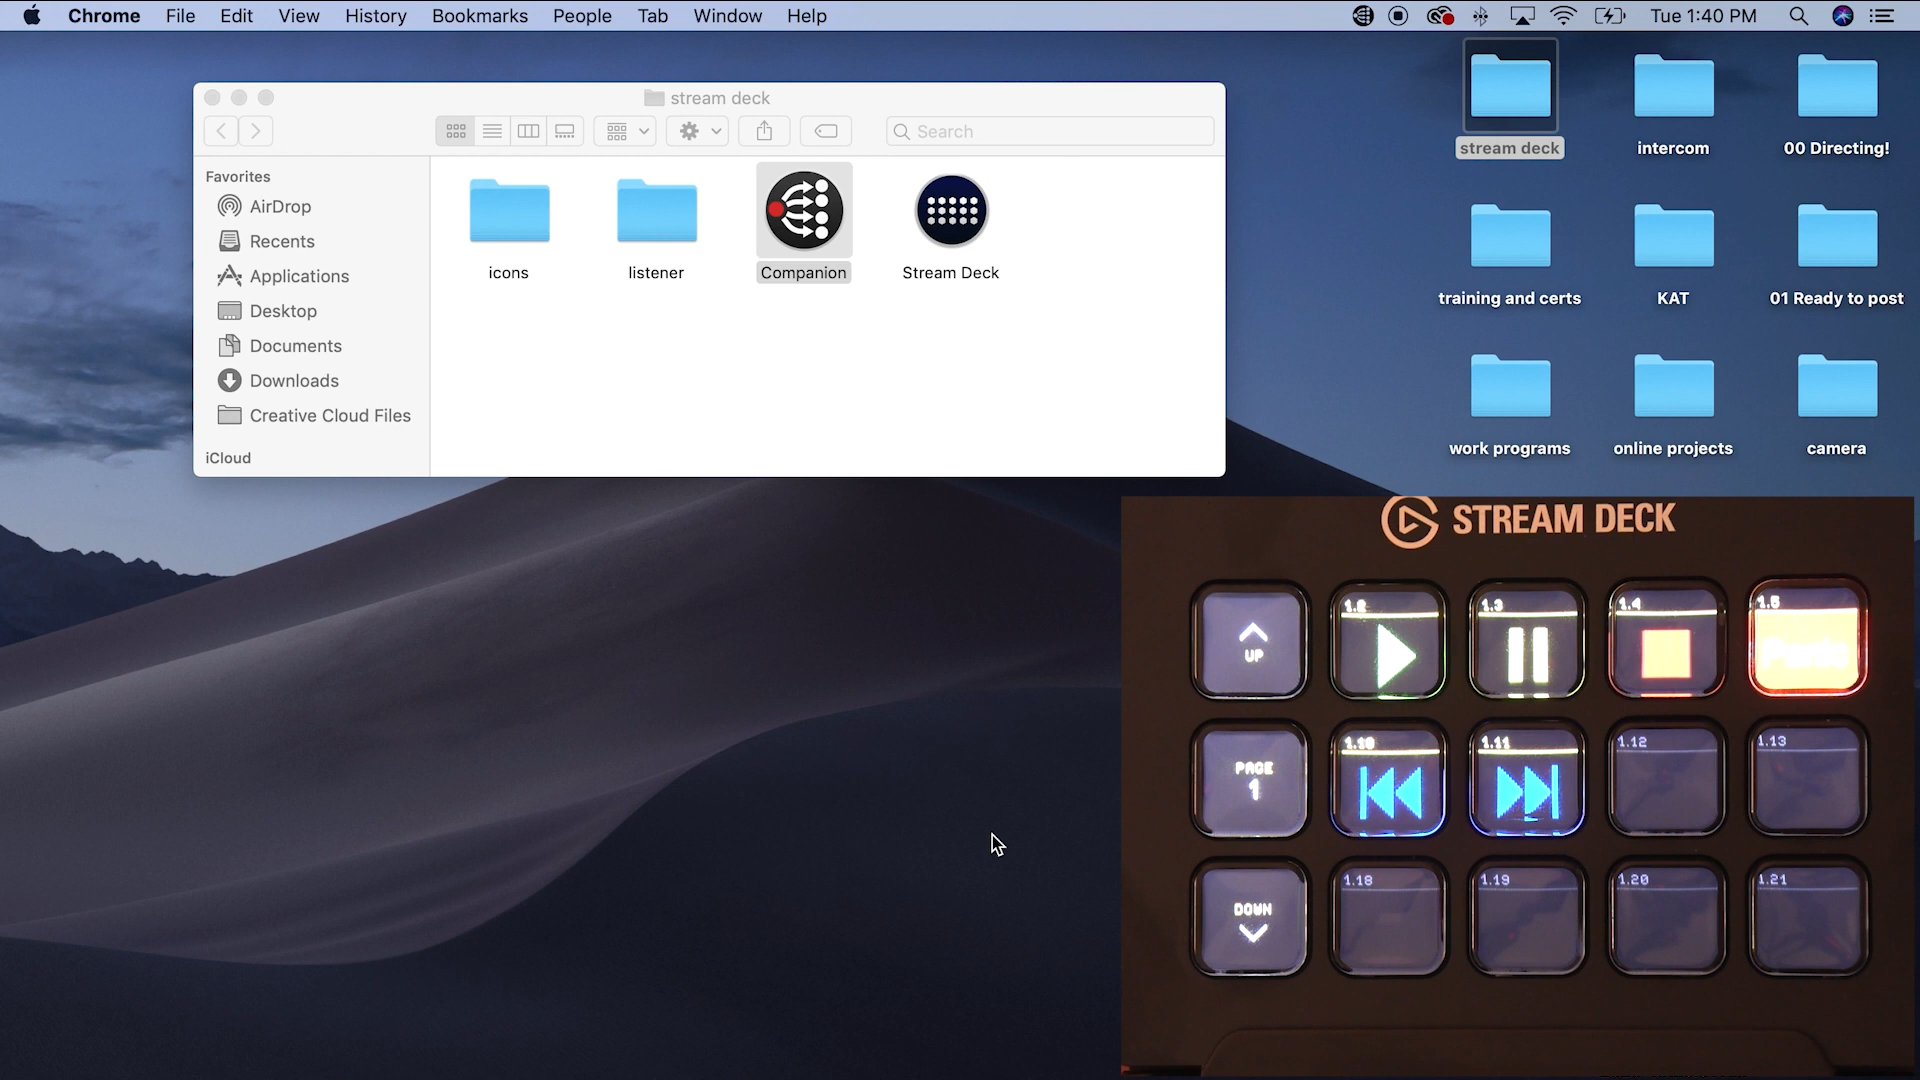 Chrome File Edit View History Bookmarks People Tab Window Help Tue 1:40 PM
stream deck
Search
Favorites
AirDrop
Recents
Applications
Desktop
Documents
Downloads
Creative Cloud Files
iCloud
icons listener Companion Stream Deck
stream deck intercom 00 Directing!
training and certs KAT 01 Ready to post
work programs online projects camera
STREAM DECK
UP 1.2 1.3 1.4 1.5
Panic
PAGE 1.10 1.11 1.12 1.13
1
DOWN 1.18 1.19 1.20 1.21